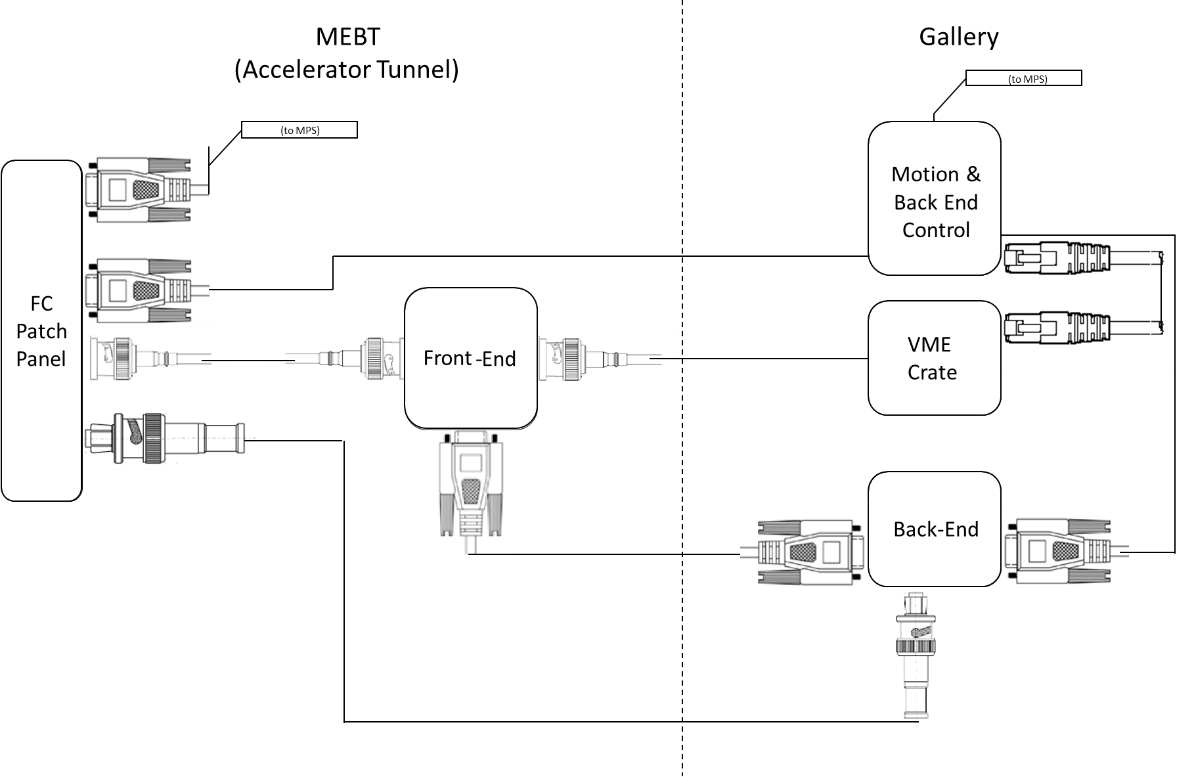 MEBT
(Accelerator Tunnel)
Gallery
(to MPS)
(to MPS)
Motion &
Back End
Control
FC
Patch
Panel
Front-End
VME
Crate
Back-End